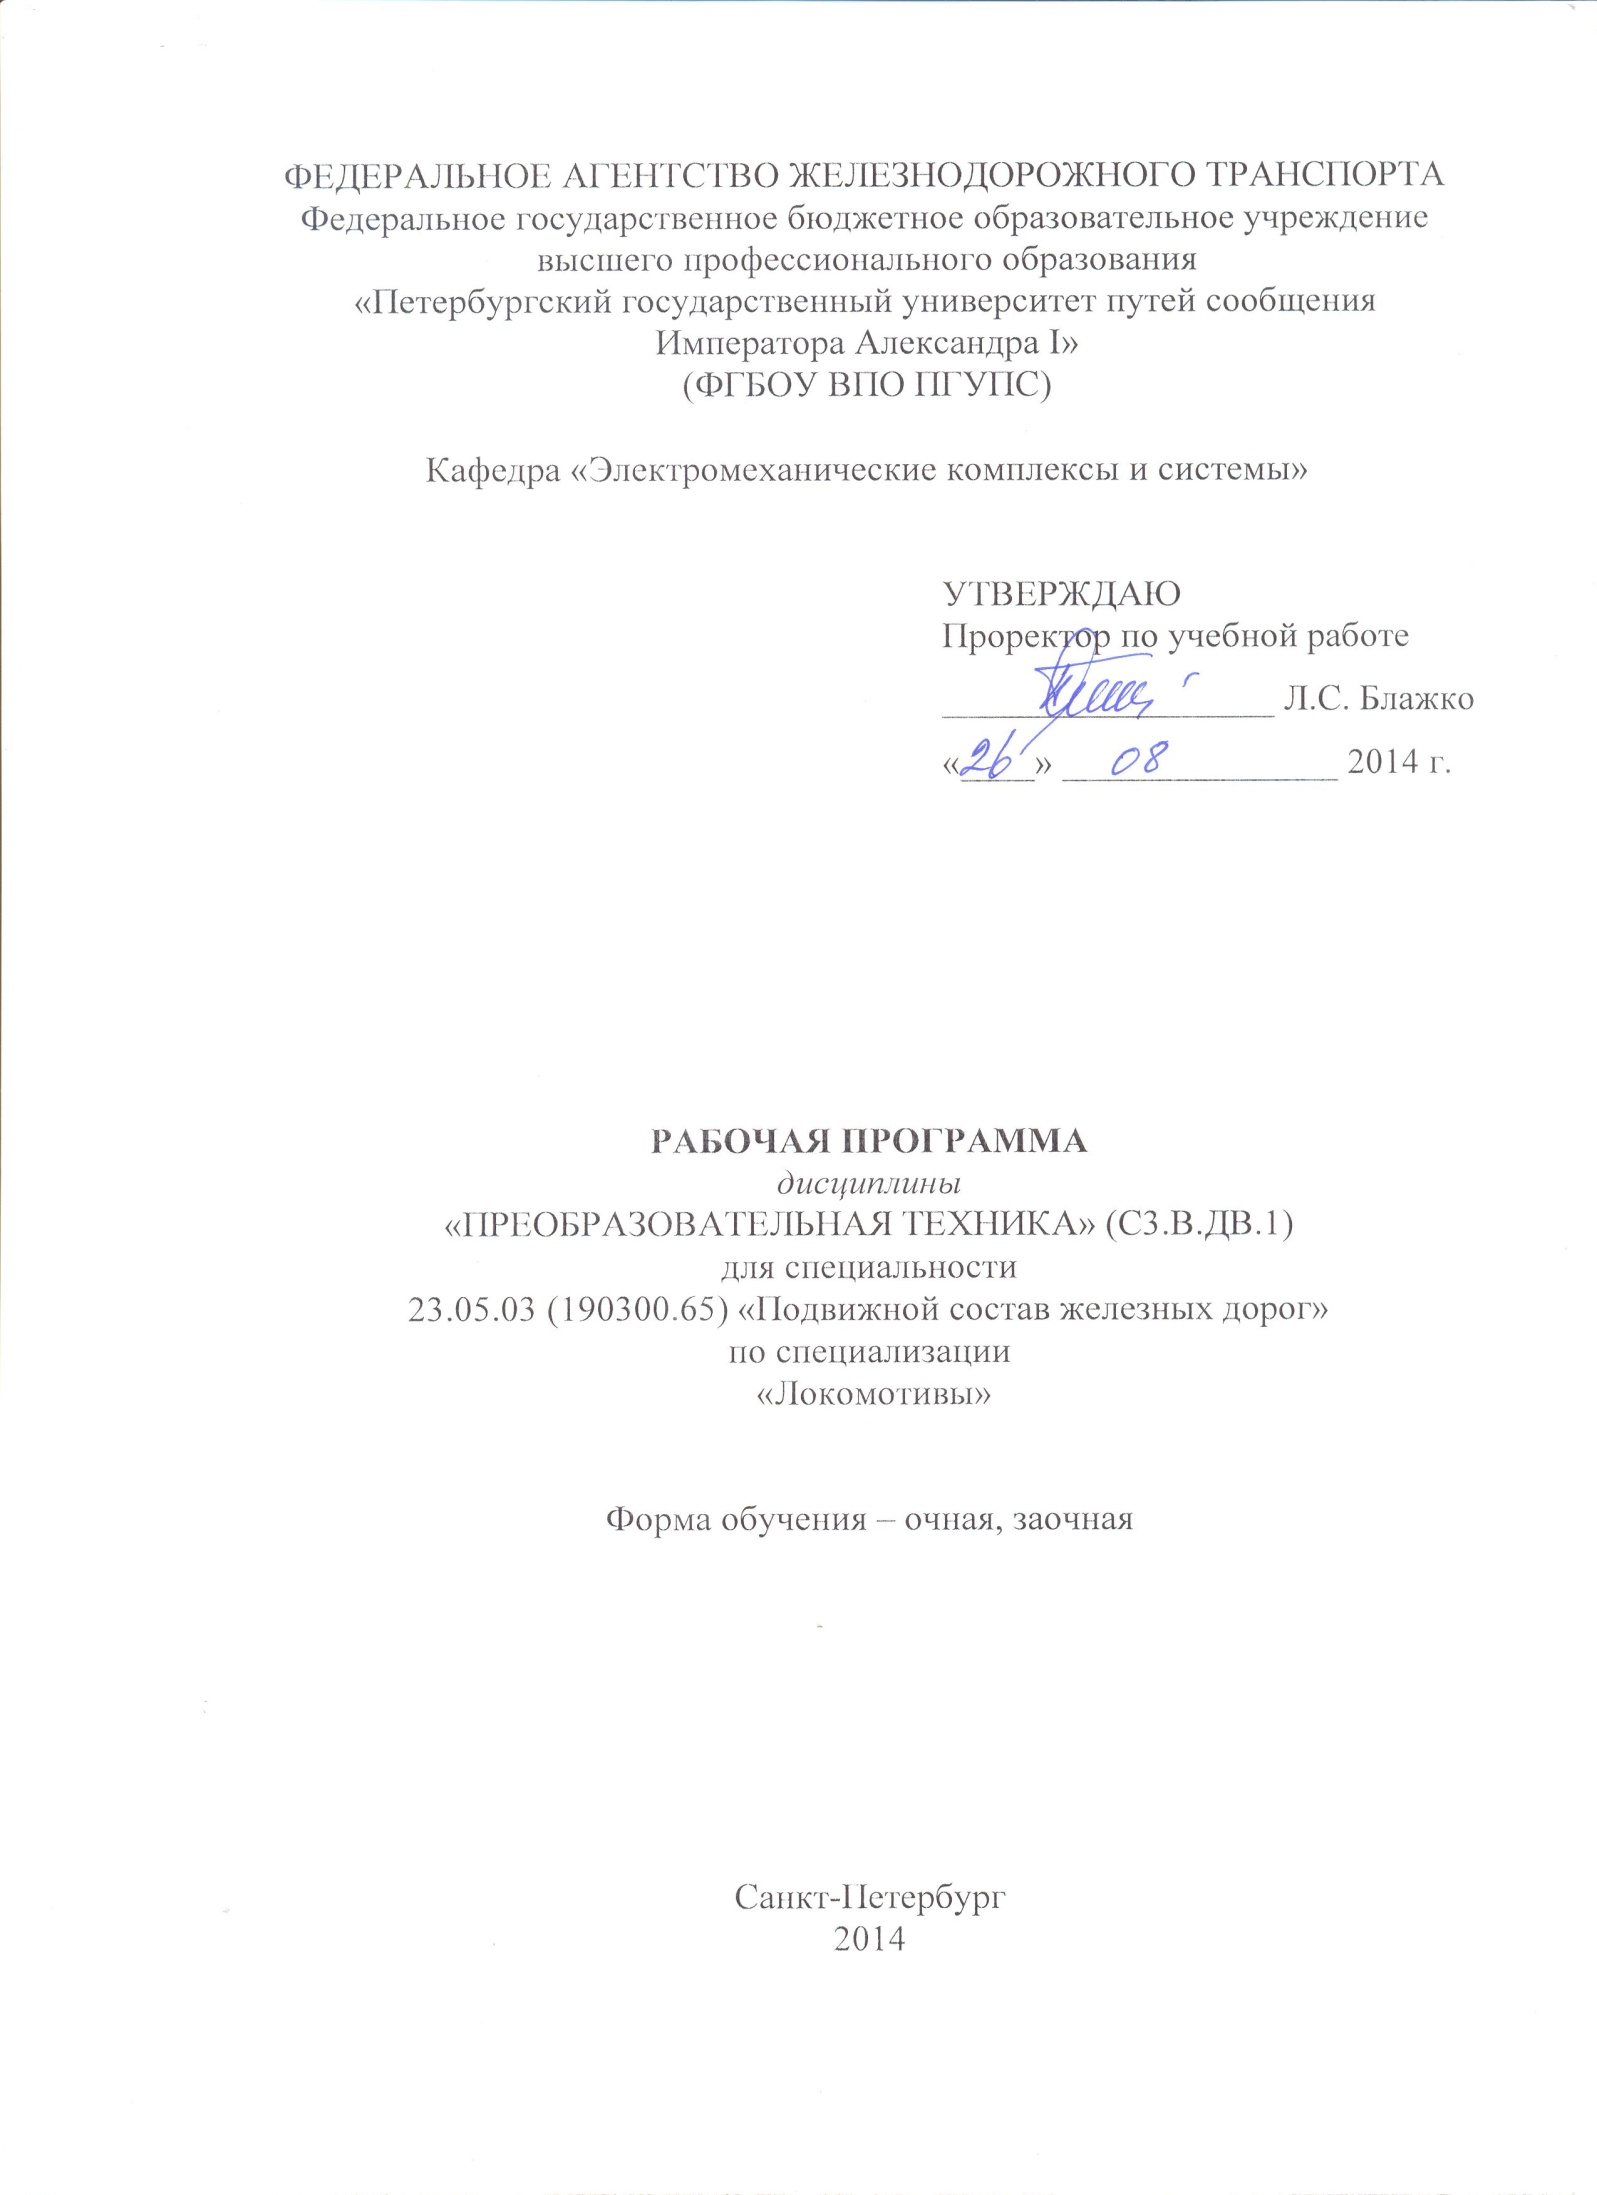 ФЕДЕРАЛЬНОЕ АГЕНТСТВО ЖЕЛЕЗНОДОРОЖНОГО ТРАНСПОРТА
Федеральное государственное бюджетное образовательное учреждение
высшего профессионального образования
«Петербургский государственный университет путей сообщения
Императора Александра I»
(ФГБОУ ВПО ПГУПС)
Кафедра «Электромеханические комплексы и системы»
УТВЕРЖДАЮ
Проректор по учебной работе
Л.С. Блажко
«26» 08 2014 г.
РАБОЧАЯ ПРОГРАММА
дисциплины
«ПРЕОБРАЗОВАТЕЛЬНАЯ ТЕХНИКА» (С3.В.ДВ.1)
для специальности
23.05.03 (190300.65) «Подвижной состав железных дорог»
по специализации
«Локомотивы»
Форма обучения – очная, заочная
Санкт-Петербург
2014